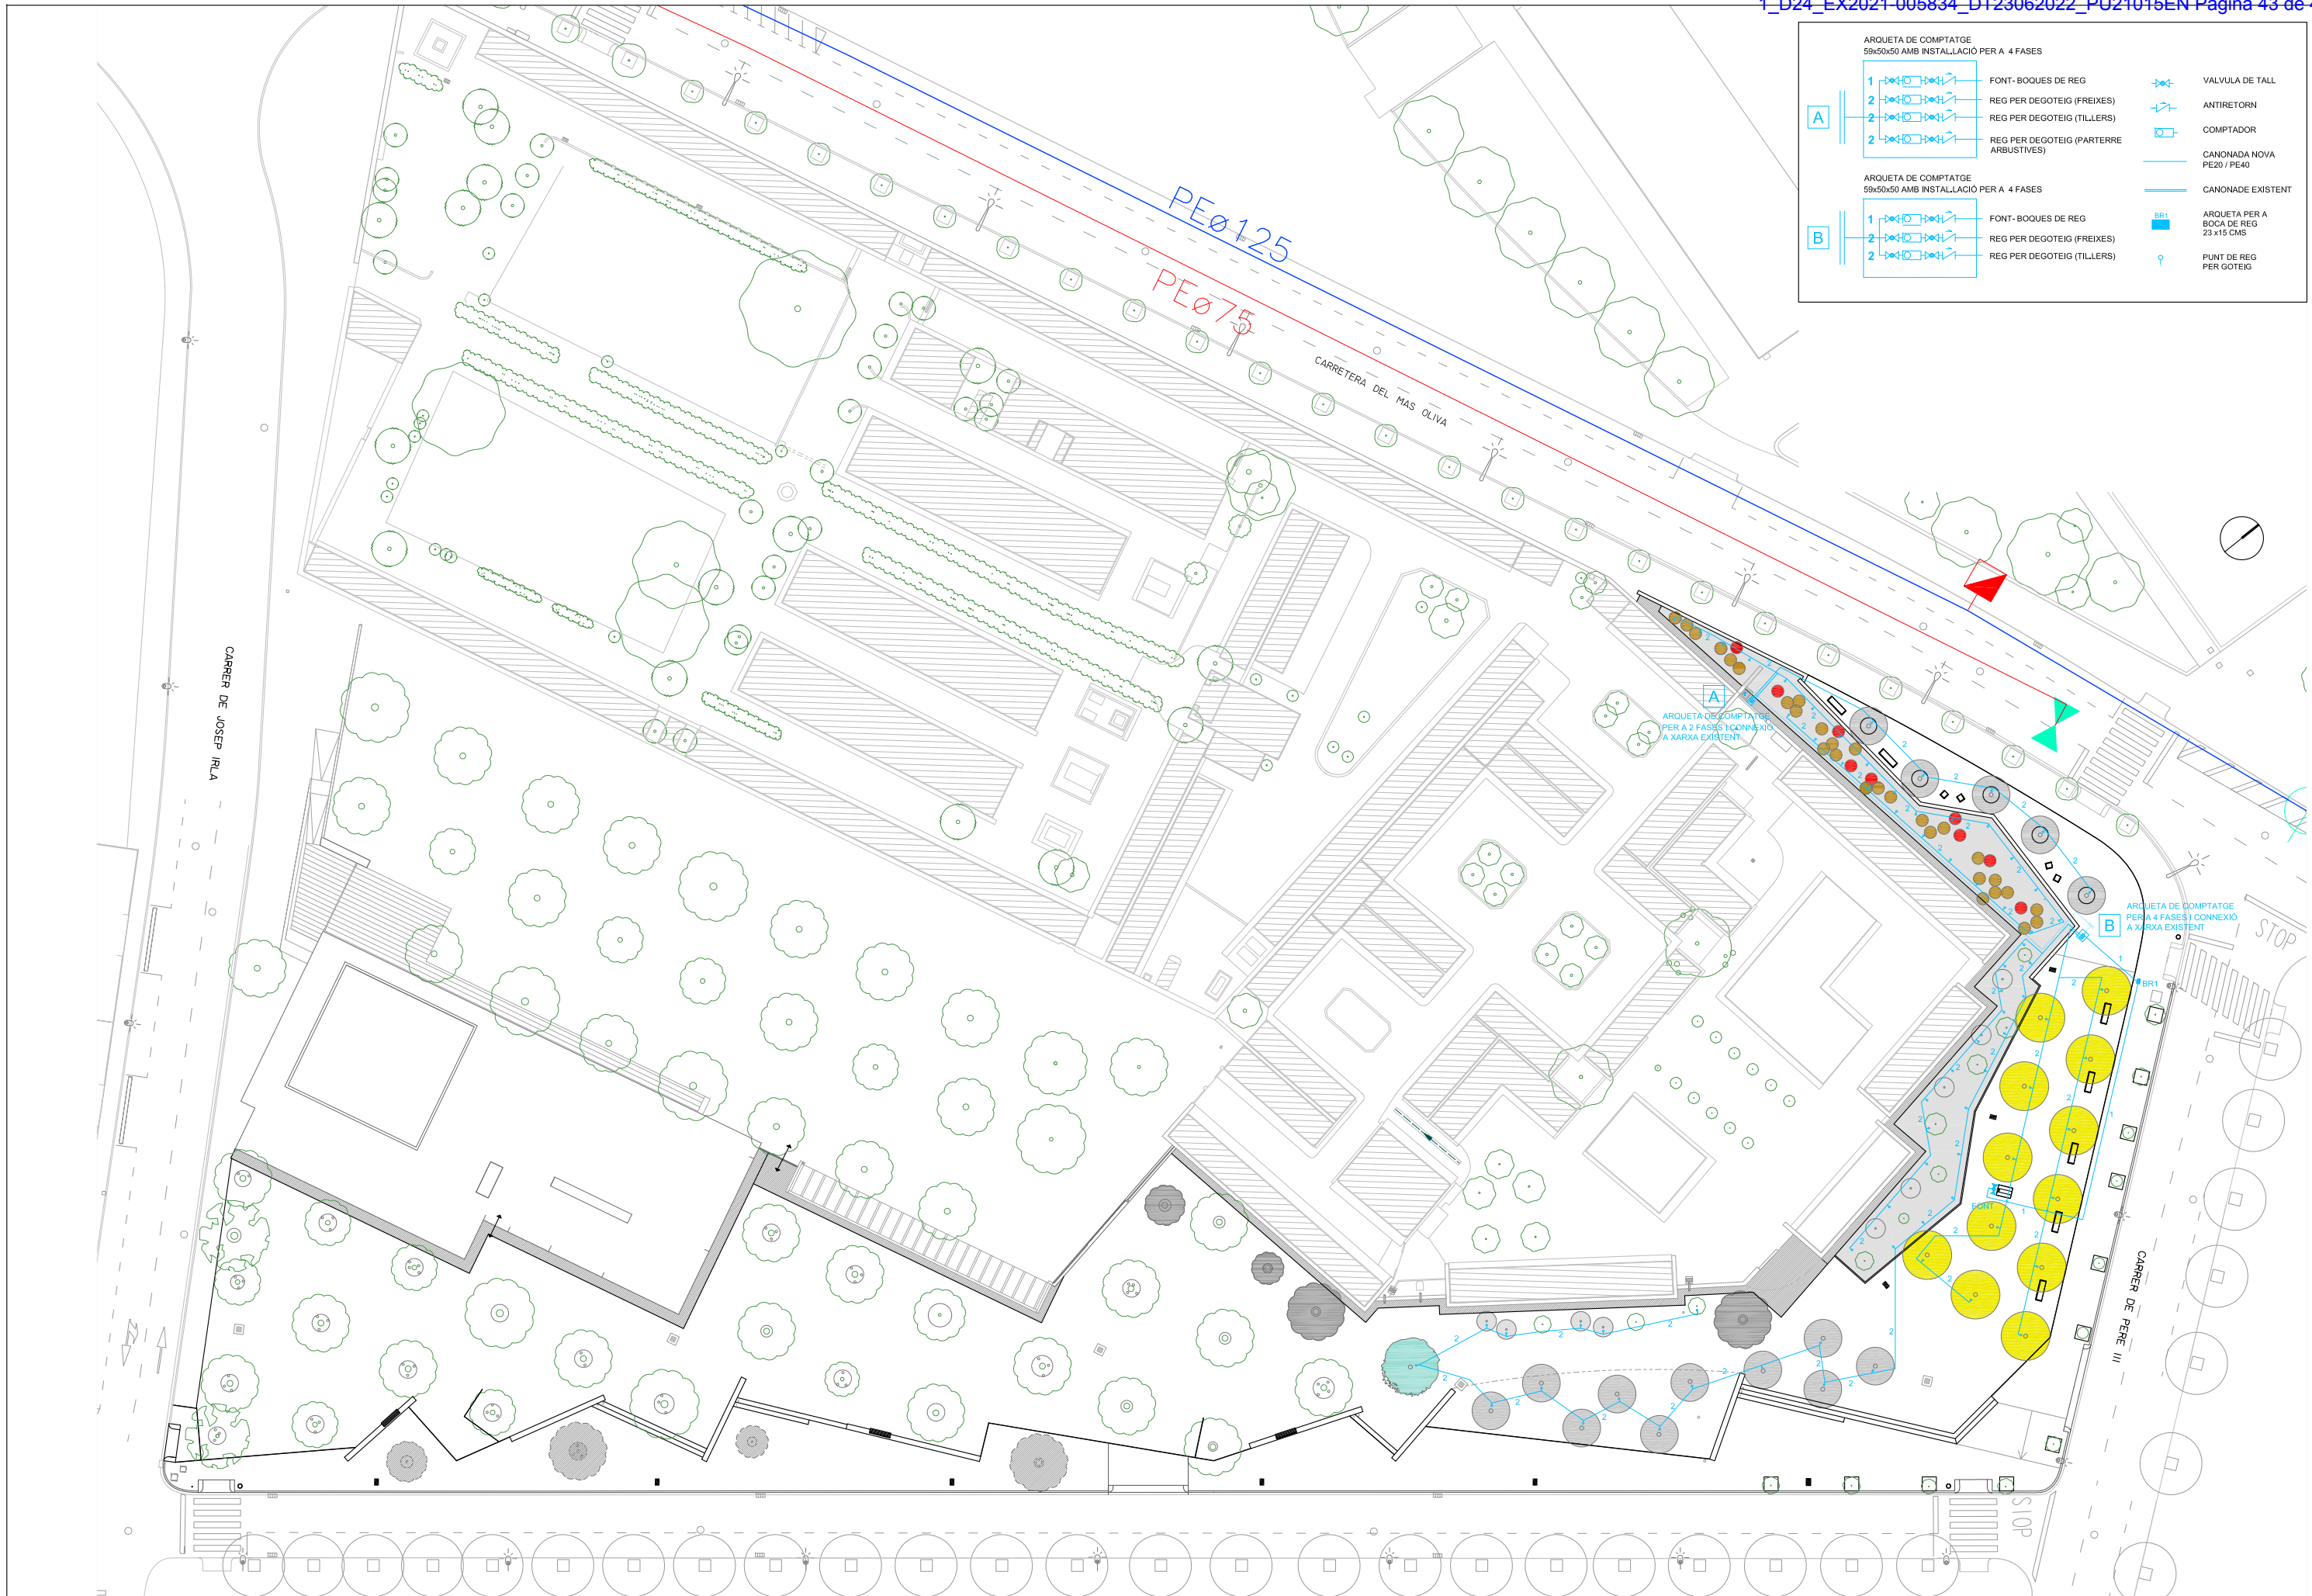 1_D24_EX2021-005834_DT23062022_PU21015EN Pàgina 43 de 4
ARQUETA DE COMPTATGE
59x50x50 AMB INSTAL.LACIÓ PER A 4 FASES
A
1 FONT- BOQUES DE REG
2 REG PER DEGOTEIG (FREIXES)
2 REG PER DEGOTEIG (TIL.LERS)
2 REG PER DEGOTEIG (PARTERRE
ARBUSTIVES)
ARQUETA DE COMPTATGE
59x50x50 AMB INSTAL.LACIÓ PER A 4 FASES
B
1 FONT- BOQUES DE REG
2 REG PER DEGOTEIG (FREIXES)
2 REG PER DEGOTEIG (TIL.LERS)
VALVULA DE TALL
ANTIRETORN
COMPTADOR
CANONADA NOVA
PE20 / PE40
CANONADE EXISTENT
BR1
ARQUETA PER A
BOCA DE REG
23 x15 CMS
PUNT DE REG
PER GOTEIG
PEø125
PEø75
CARRETERA DEL MAS OLIVA
CARRER DE JOSEP IRLA
A
ARQUETA DE COMPTATGE
PER A 2 FASES I CONNEXIÓ
A XARXA EXISTENT
B
ARQUETA DE COMPTATGE
PER A 4 FASES I CONNEXIÓ
A XARXA EXISTENT
STOP
BR1
FONT
CARRER DE PERE III
STOP